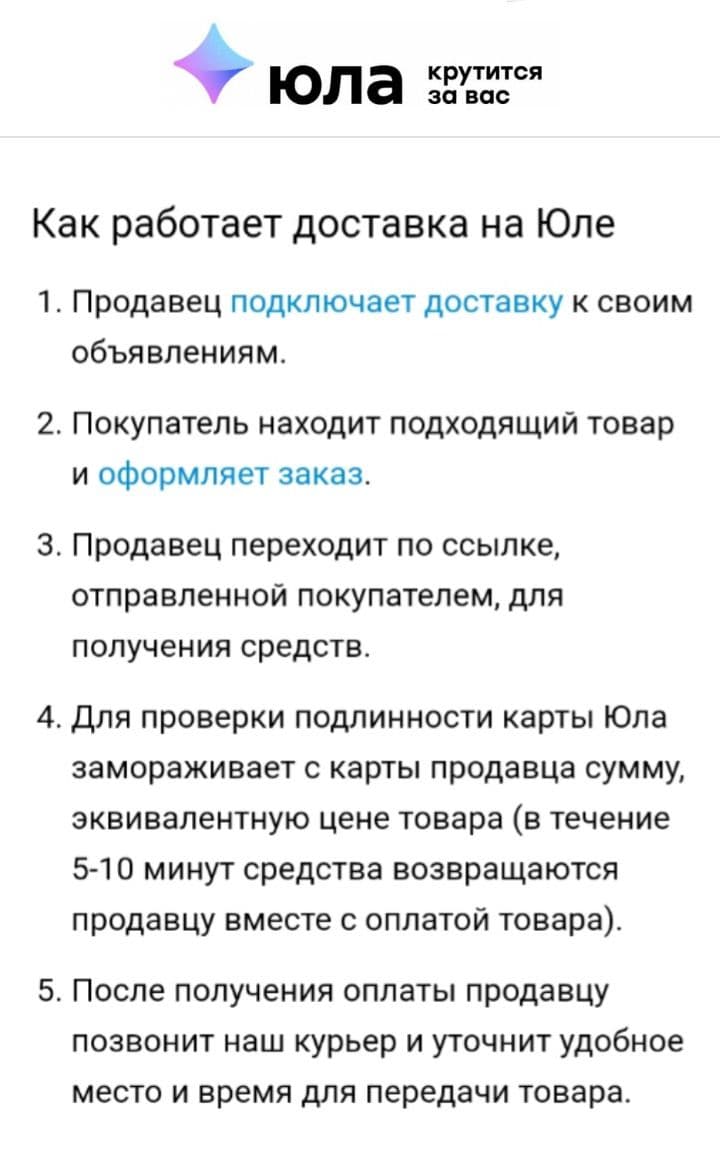 юла крутится
за вас
Как работает доставка на Юле
1. Продавец подключает доставку к своим
объявлениям.
2. Покупатель находит подходящий товар
и оформляет заказ.
3. Продавец переходит по ссылке,
отправленной покупателем, для
получения средств.
4. Для проверки подлинности карты Юла
замораживает с карты продавца сумму,
эквивалентную цене товара (в течение
5-10 минут средства возвращаются
продавцу вместе с оплатой товара).
5. После получения оплаты продавцу
позвонит наш курьер и уточнит удобное
место и время для передачи товара.